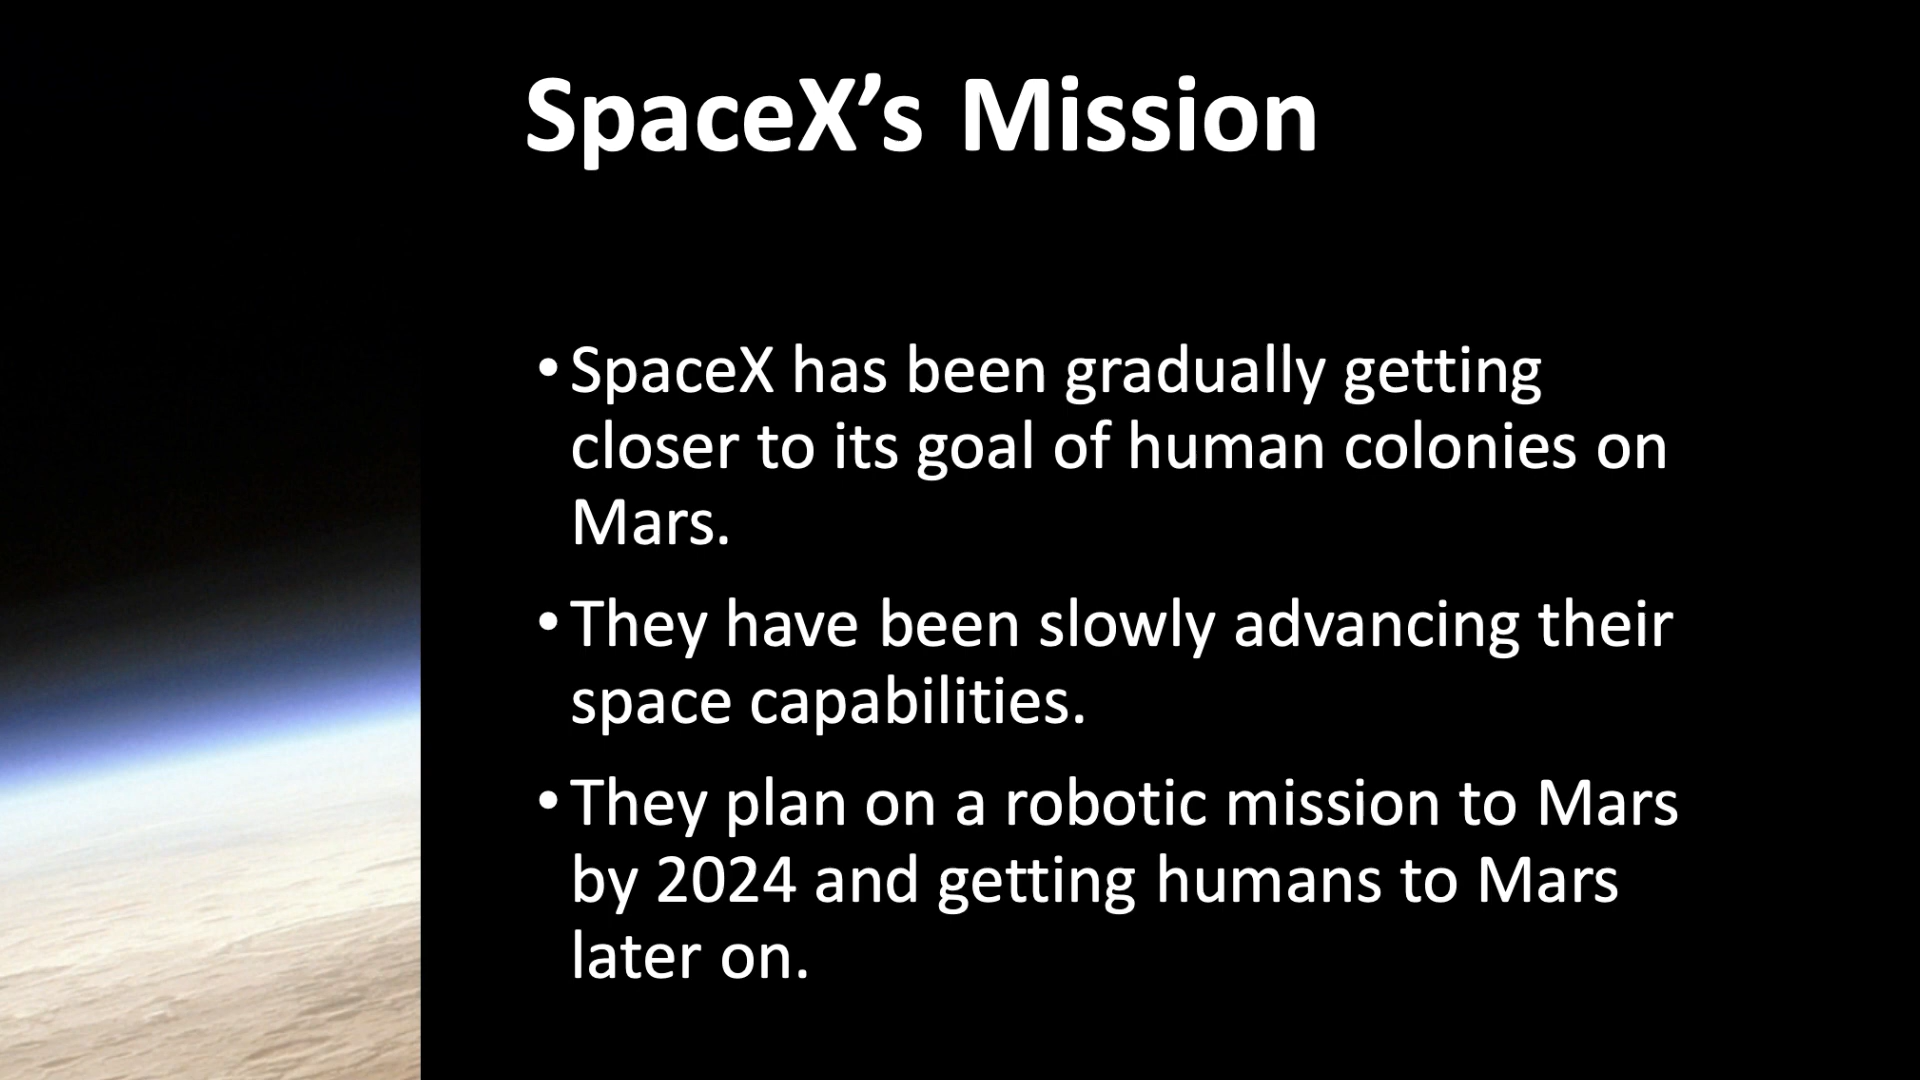 SpaceX’s Mission
• SpaceX has been gradually getting
closer to its goal of human colonies on
Mars.
• They have been slowly advancing their
space capabilities.
• They plan on a robotic mission to Mars
by 2024 and getting humans to Mars
later on.